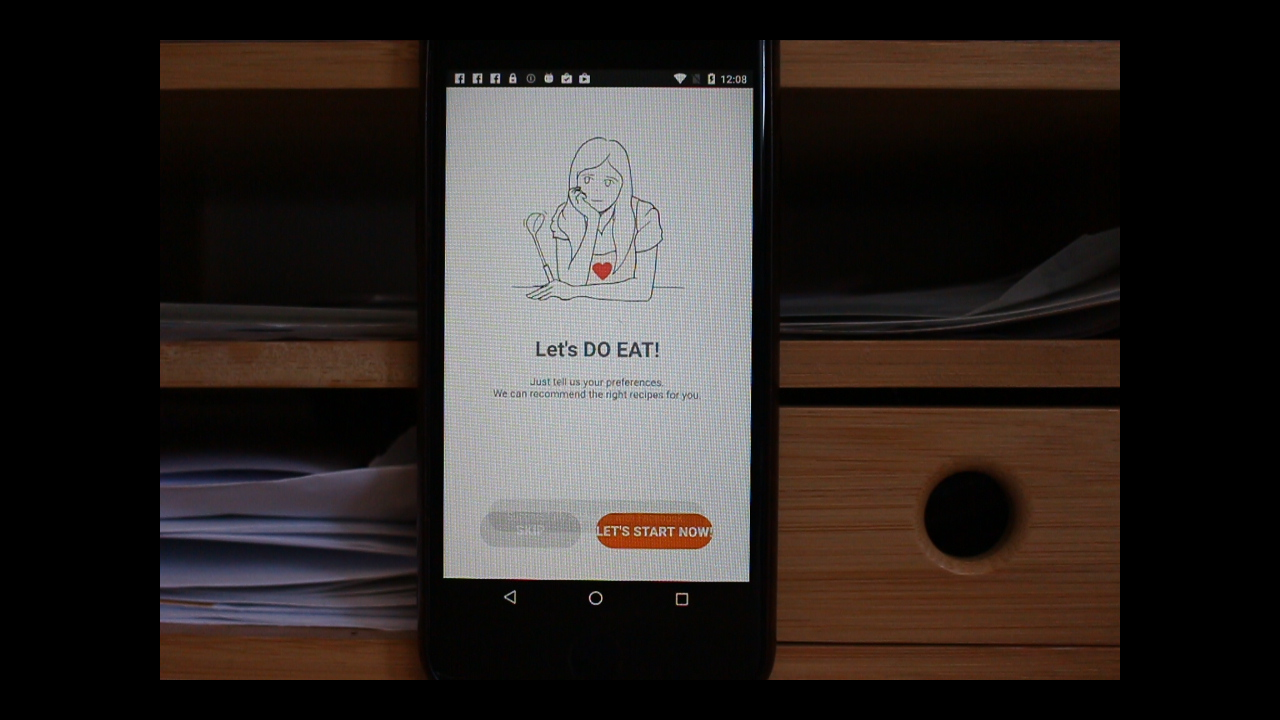 12:08
Let's DO EAT!
Just tell us your preferences.
We can recommend the right recipes for you.
SKIP
LET'S START NOW!